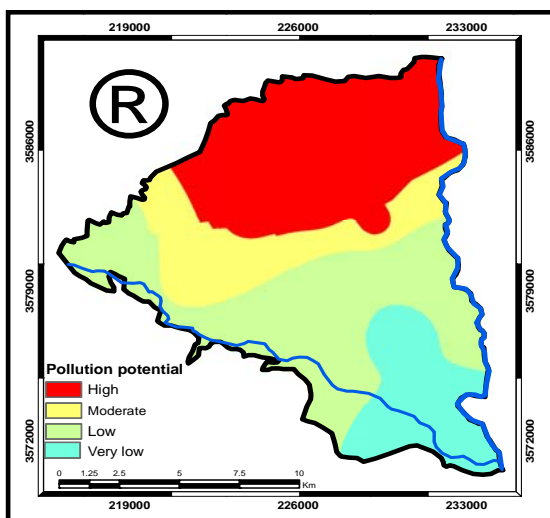 219000 226000 233000
R
3586000 3586000
3579000 3579000
3572000 3572000
Pollution potential
High
Moderate
Low
Very low
0 1.25 2.5 5 7.5 10
Km
219000 226000 233000